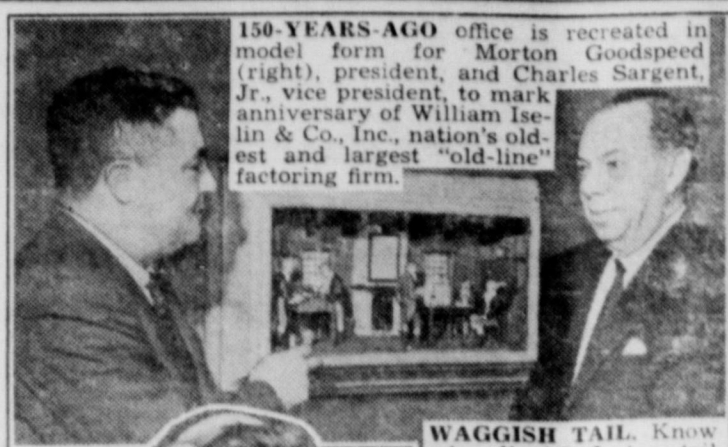 150-YEARS-AGO office is recreated in
model form for Morton Goodspeed
(right), president, and Charles Sargent,
Jr., vice president, to mark
anniversary of William Ise-
lin & Co., Inc., nation's old-
est and largest "old-line"
factoring firm.
WAGGISH TAIL. Know